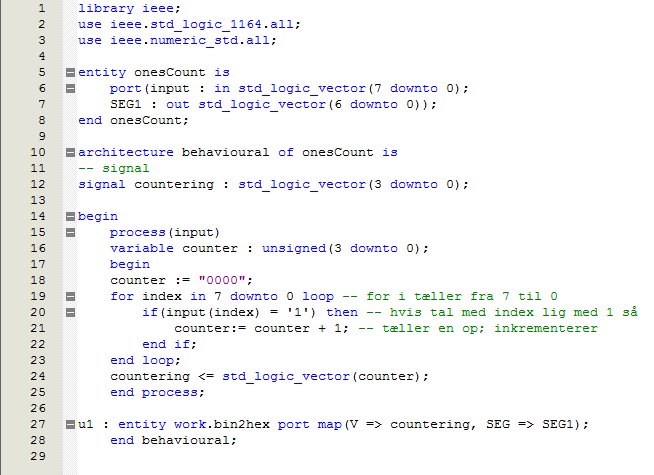 1 library ieee;
2 use ieee.std_logic_1164.all;
3 use ieee.numeric_std.all;
4
5 entity onesCount is
6 port(input : in std_logic_vector(7 downto 0);
7 SEG1 : out std_logic_vector(6 downto 0));
8 end onesCount;
9
10 architecture behavioural of onesCount is
11 -- signal
12 signal countering : std_logic_vector(3 downto 0);
13
14 begin
15 process(input)
16 variable counter : unsigned(3 downto 0);
17 begin
18 counter := "0000";
19 for index in 7 downto 0 loop -- for i tæller fra 7 til 0
20 if(input(index) = '1') then -- hvis tal med index lig med 1 så
21 counter:= counter + 1; -- tæller en op; inkrementerer
22 end if;
23 end loop;
24 countering <= std_logic_vector(counter);
25 end process;
26
27 u1 : entity work.bin2hex port map(V => countering, SEG => SEG1);
28 end behavioural;
29